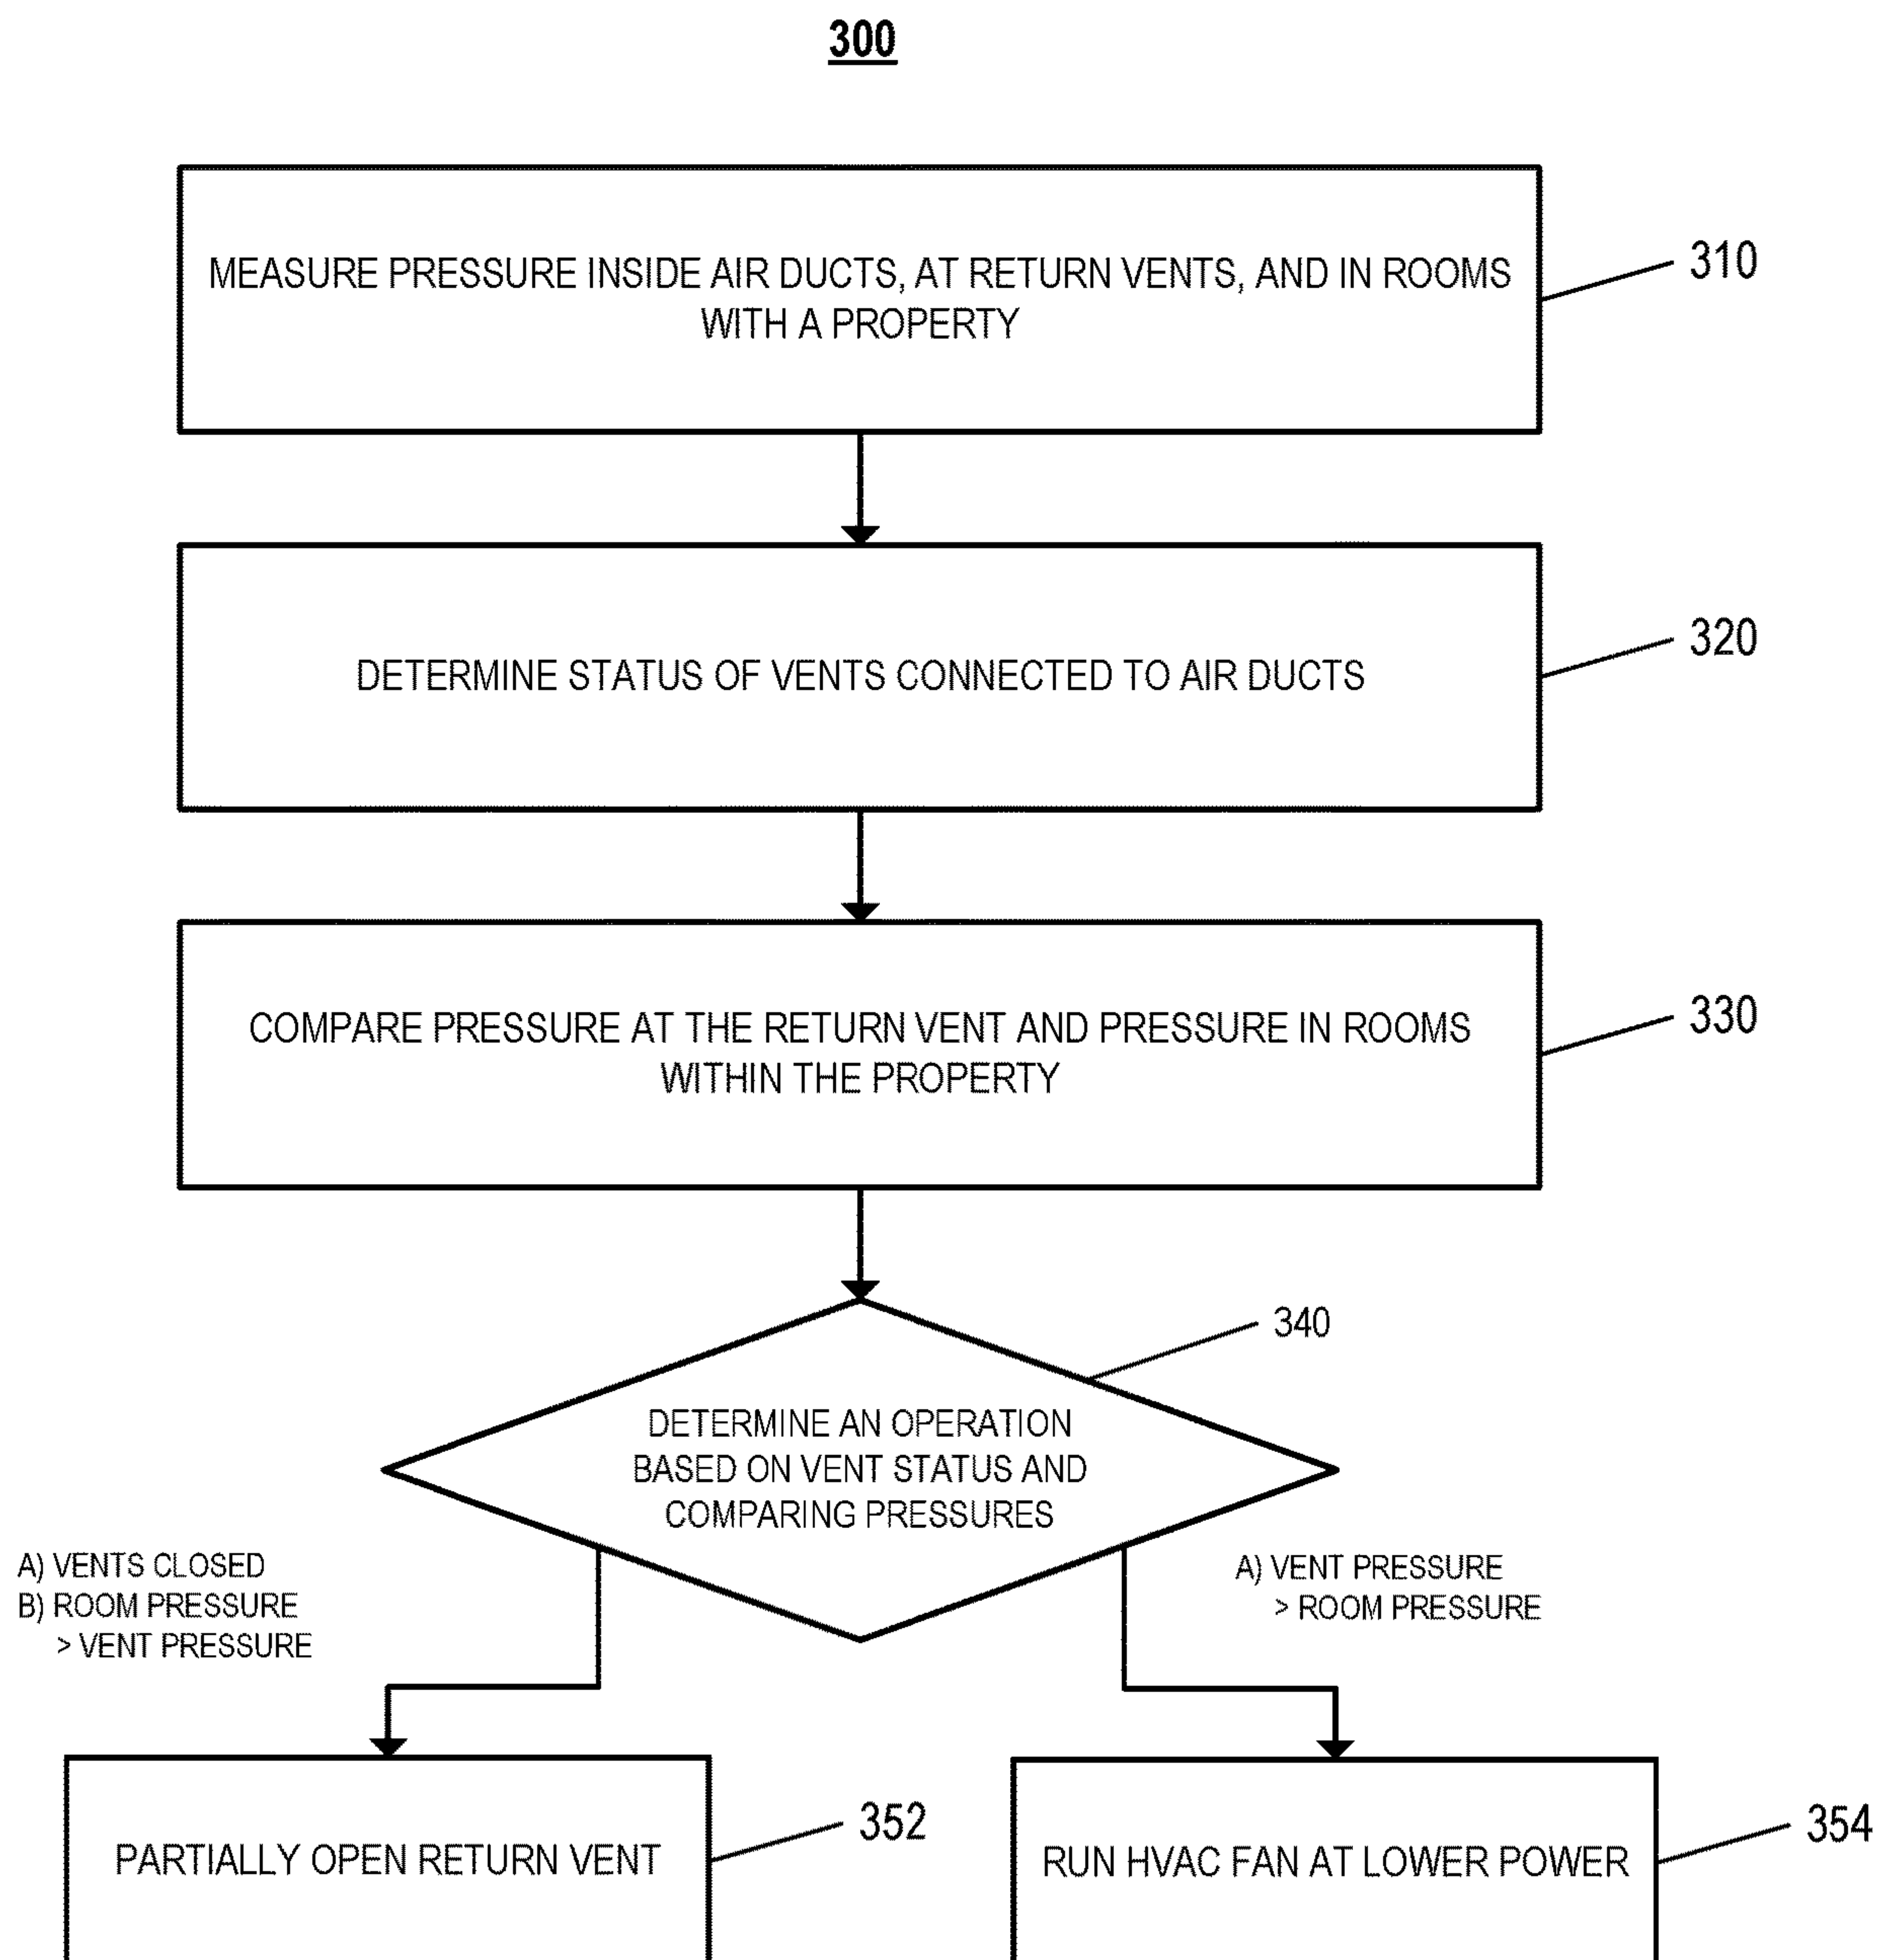 300
MEASURE PRESSURE INSIDE AIR DUCTS, AT RETURN VENTS, AND IN ROOMS
WITH A PROPERTY
310
DETERMINE STATUS OF VENTS CONNECTED TO AIR DUCTS
320
COMPARE PRESSURE AT THE RETURN VENT AND PRESSURE IN ROOMS
WITHIN THE PROPERTY
330
340
DETERMINE AN OPERATION
BASED ON VENT STATUS AND
COMPARING PRESSURES
A) VENTS CLOSED
B) ROOM PRESSURE
> VENT PRESSURE
A) VENT PRESSURE
> ROOM PRESSURE
PARTIALLY OPEN RETURN VENT
352
RUN HVAC FAN AT LOWER POWER
354